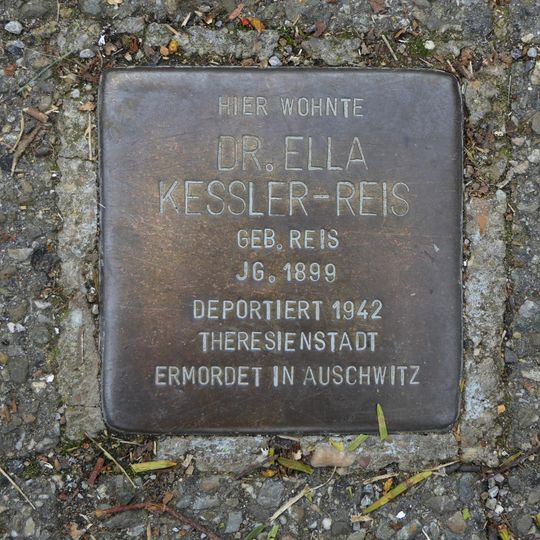 HIER WOHNTE
DR. ELLA
KESSLER-REIS
GEB. REIS
JG. 1899
DEPORTIERT 1942
THERESIENSTADT
ERMORDET IN AUSCHWITZ